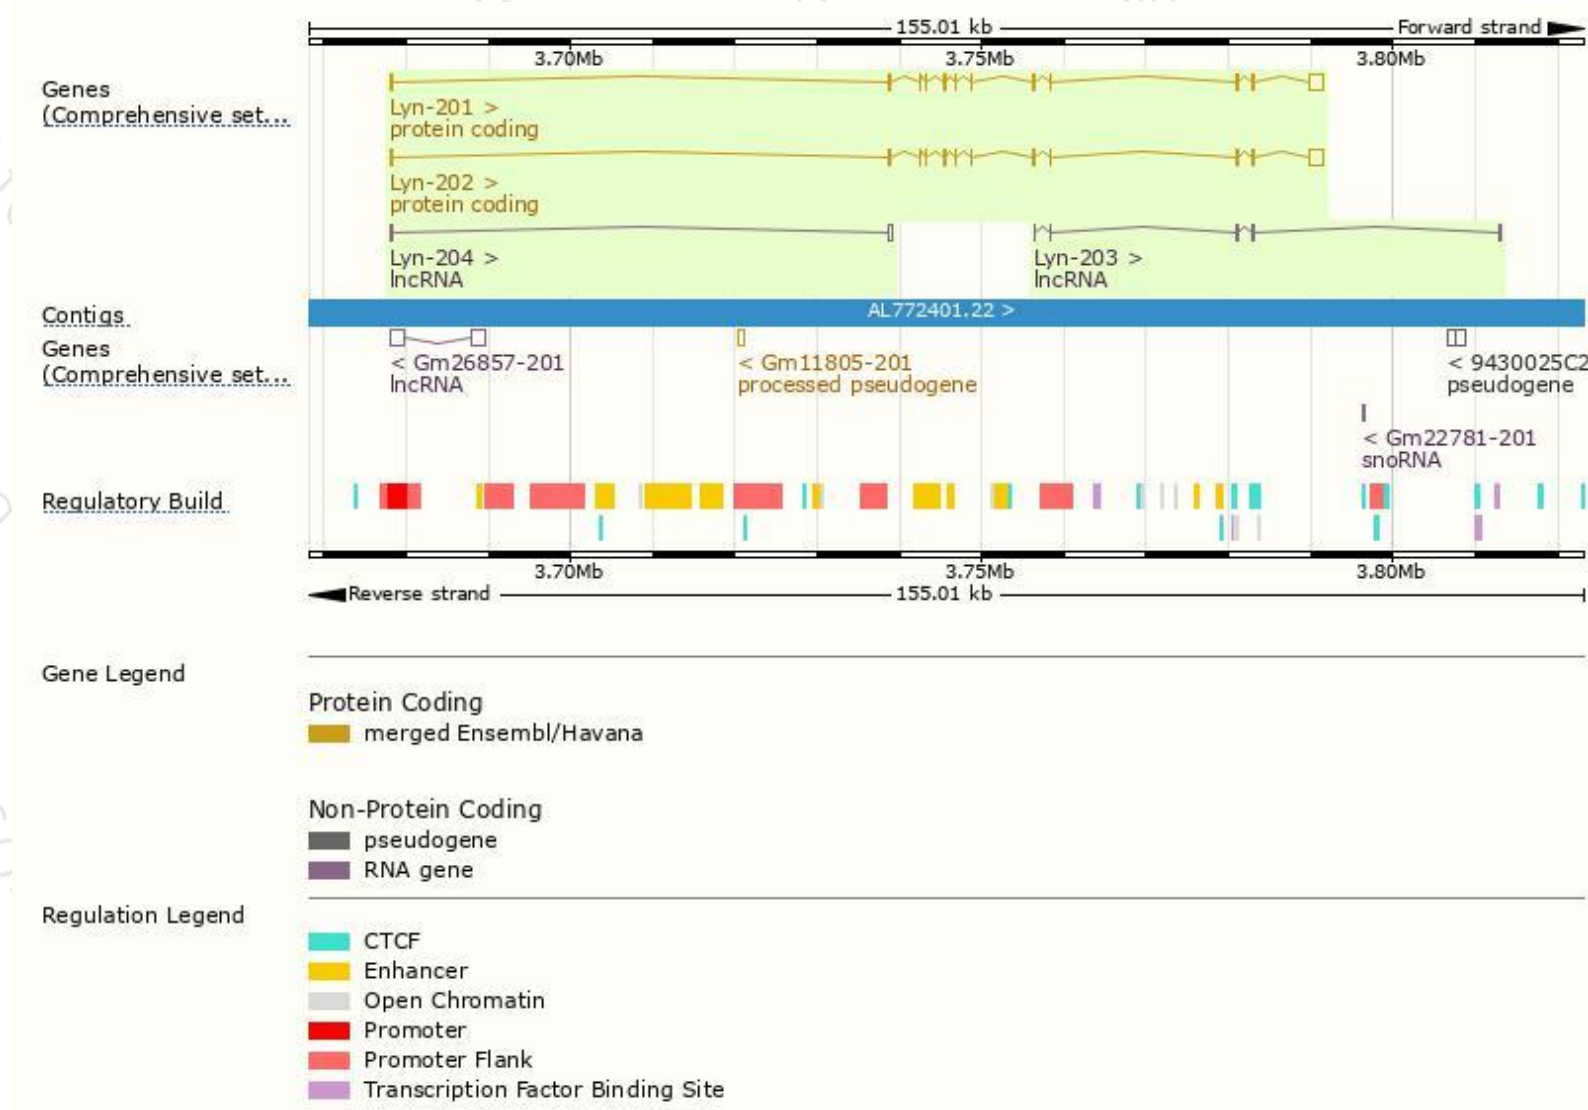 155.01 kb
Forward strand
3.70Mb 3.75Mb 3.80Mb
Genes
(Comprehensive set...
Lyn-201 >
protein coding
Lyn-202 >
protein coding
Lyn-204 > Lyn-203 >
lncRNA lncRNA
Contigs AL772401.22 >
Genes
(Comprehensive set...
< Gm26857-201 < Gm11805-201 < 9430025C2
lncRNA processed pseudogene pseudogene
< Gm22781-201
snoRNA
Regulatory Build
3.70Mb 3.75Mb 3.80Mb
Reverse strand 155.01 kb
Gene Legend
Protein Coding
merged Ensembl/Havana
Non-Protein Coding
pseudogene
RNA gene
Regulation Legend
CTCF
Enhancer
Open Chromatin
Promoter
Promoter Flank
Transcription Factor Binding Site